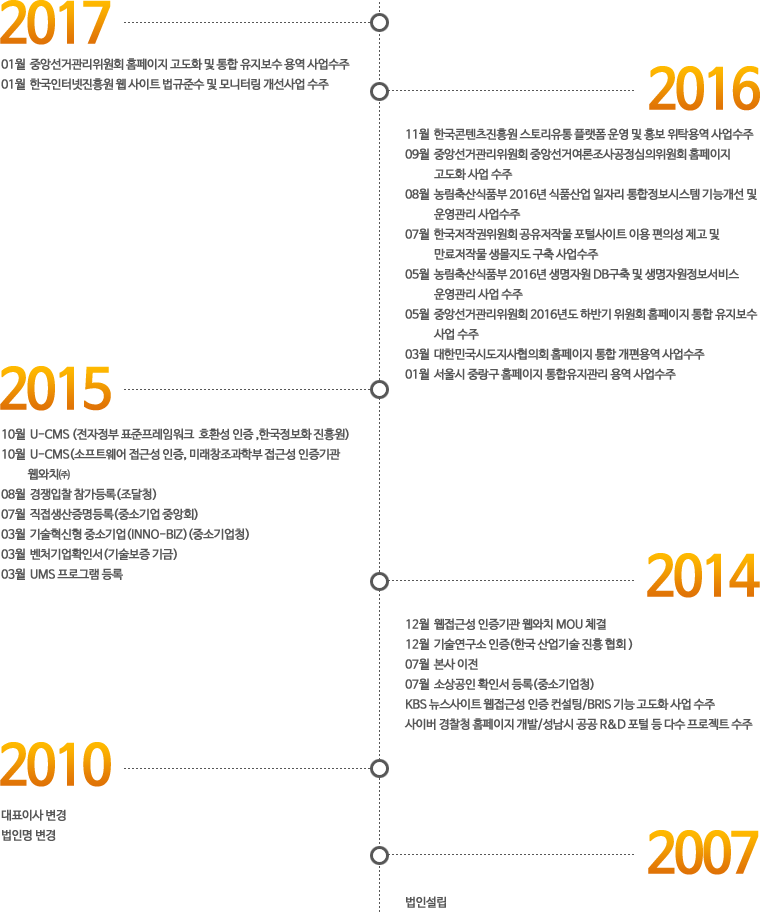 2017
01월 중앙선거관리위원회 홈페이지 고도화 및 통합 유지보수 용역 사업수주
01월 한국인터넷진흥원 웹 사이트 법규준수 및 모니터링 개선사업 수주
2016
11월 한국콘텐츠진흥원 스토리유통 플랫폼 운영 및 홍보 위탁용역 사업수주
09월 중앙선거관리위원회 중앙선거여론조사공정심의위원회 홈페이지
고도화 사업 수주
08월 농림축산식품부 2016년 식품산업 일자리 통합정보시스템 기능개선 및
운영관리 사업수주
07월 한국저작권위원회 공유저작물 포털사이트 이용 편의성 제고 및
만료저작물 생몰지도 구축 사업수주
05월 농림축산식품부 2016년 생명자원 DB구축 및 생명자원정보서비스
운영관리 사업 수주
05월 중앙선거관리위원회 2016년도 하반기 위원회 홈페이지 통합 유지보수
사업 수주
03월 대한민국시도지사협의회 홈페이지 통합 개편용역 사업수주
01월 서울시 중랑구 홈페이지 통합유지관리 용역 사업수주
2015
10월 U-CMS (전자정부 표준프레임워크 호환성 인증 ,한국정보화 진흥원)
10월 U-CMS(소프트웨어 접근성 인증, 미래창조과학부 접근성 인증기관
웹와치㈜
08월 경쟁입찰 참가등록(조달청)
07월 직접생산증명등록(중소기업 중앙회)
03월 기술혁신형 중소기업(INNO-BIZ) (중소기업청)
03월 벤처기업확인서 (기술보증 기금)
03월 UMS 프로그램 등록
2014
12월 웹접근성 인증기관 웹와치 MOU 체결
12월 기술연구소 인증(한국 산업기술 진흥 협회 )
07월 본사 이전
07월 소상공인 확인서 등록(중소기업청)
KBS 뉴스사이트 웹접근성 인증 컨설팅/BRIS 기능 고도화 사업 수주
사이버 경찰청 홈페이지 개발/성남시 공공 R&D 포털 등 다수 프로젝트 수주
2010
대표이사 변경
법인명 변경
2007
법인설립